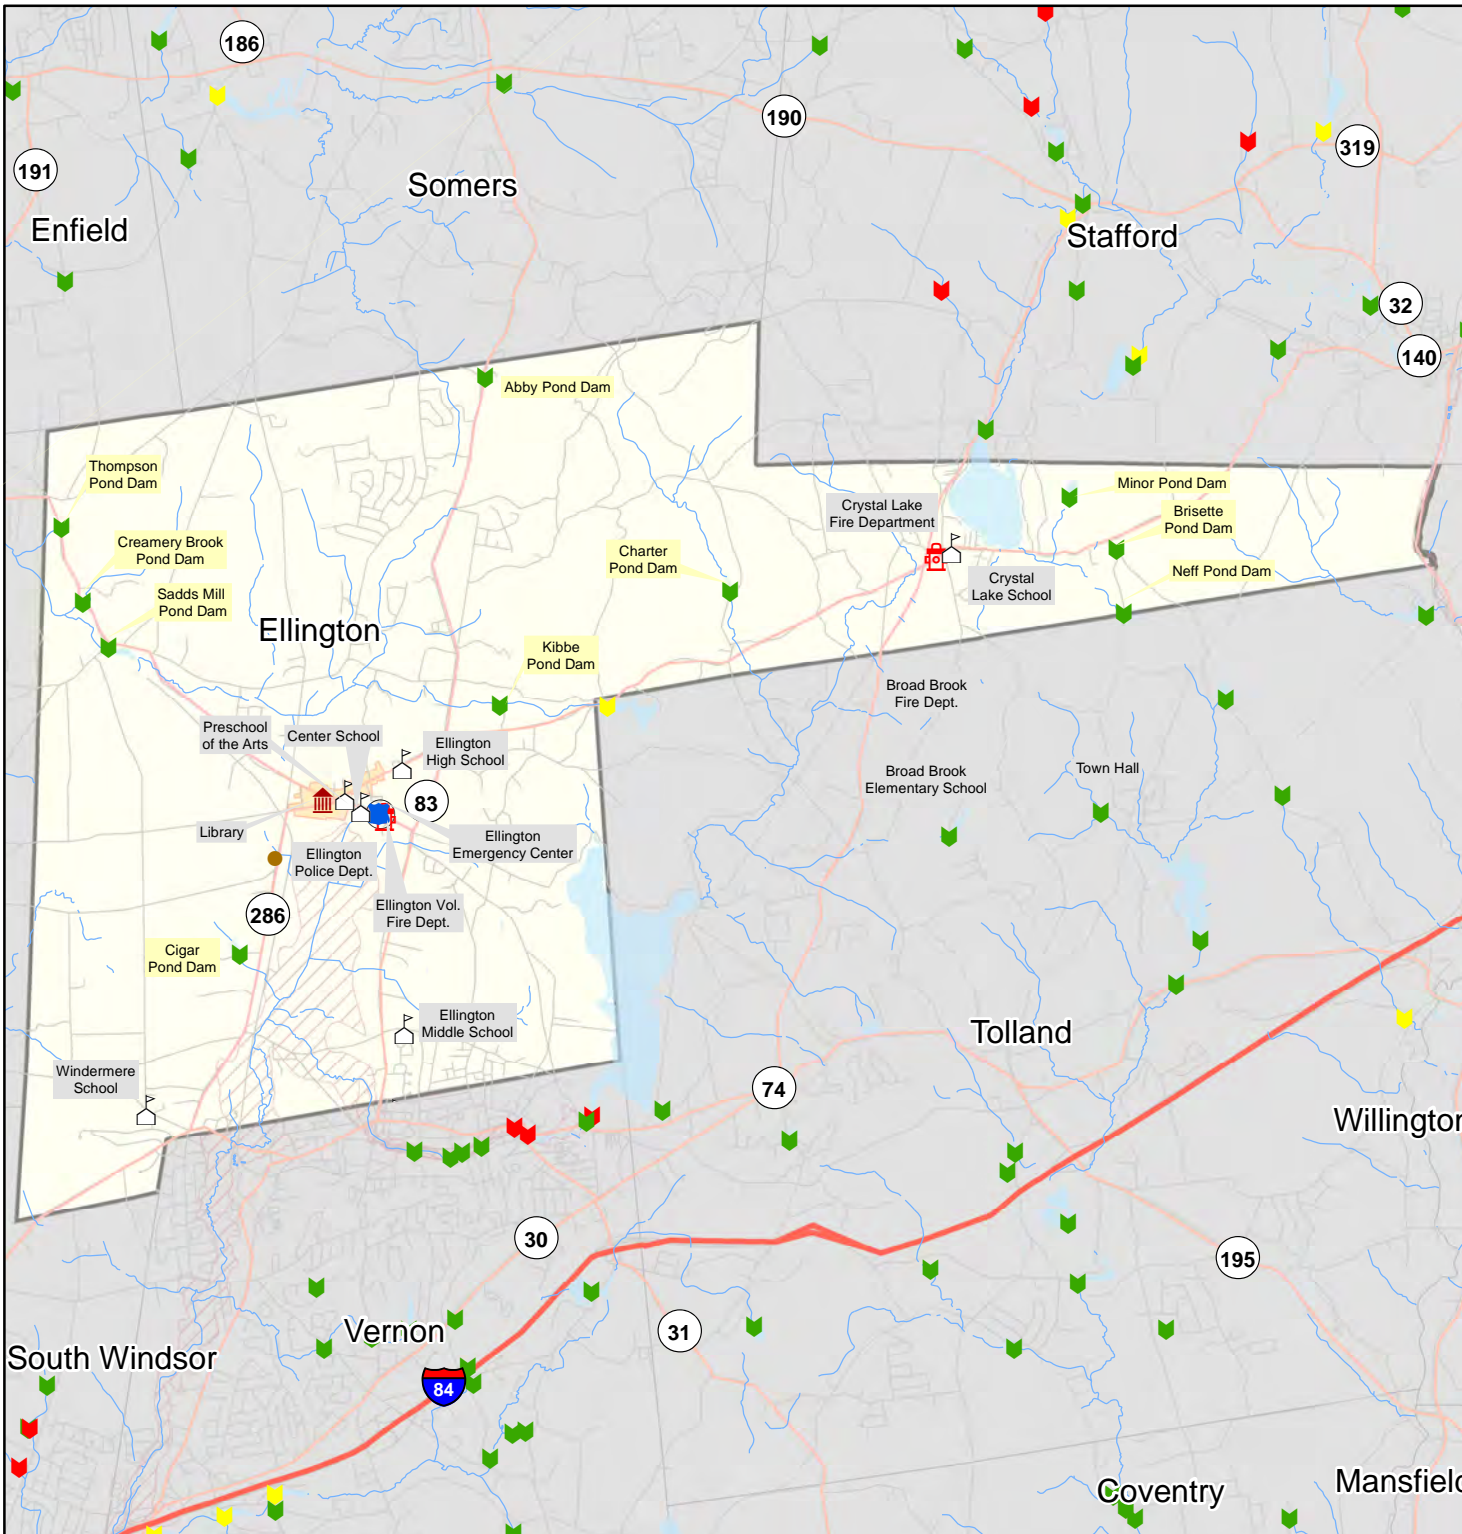 186
190
319
191
Somers
Enfield
Stafford
32
140
Abby Pond Dam
Thompson
Pond Dam
Minor Pond Dam
Crystal Lake
Fire Department
Brisette
Pond Dam
Creamery Brook
Pond Dam
Charter
Pond Dam
Neff Pond Dam
Crystal
Lake School
Sadds Mill
Pond Dam
Ellington
Kibbe
Pond Dam
Broad Brook
Fire Dept.
Preschool
of the Arts
Center School
Ellington
High School
Broad Brook
Elementary School
Town Hall
83
Library
Ellington
Emergency Center
Ellington
Police Dept.
Ellington Vol.
Fire Dept.
286
Cigar
Pond Dam
Ellington
Middle School
Tolland
Windermere
School
74
Willington
30
195
31
Vernon
South Windsor
84
Coventry
Mansfield